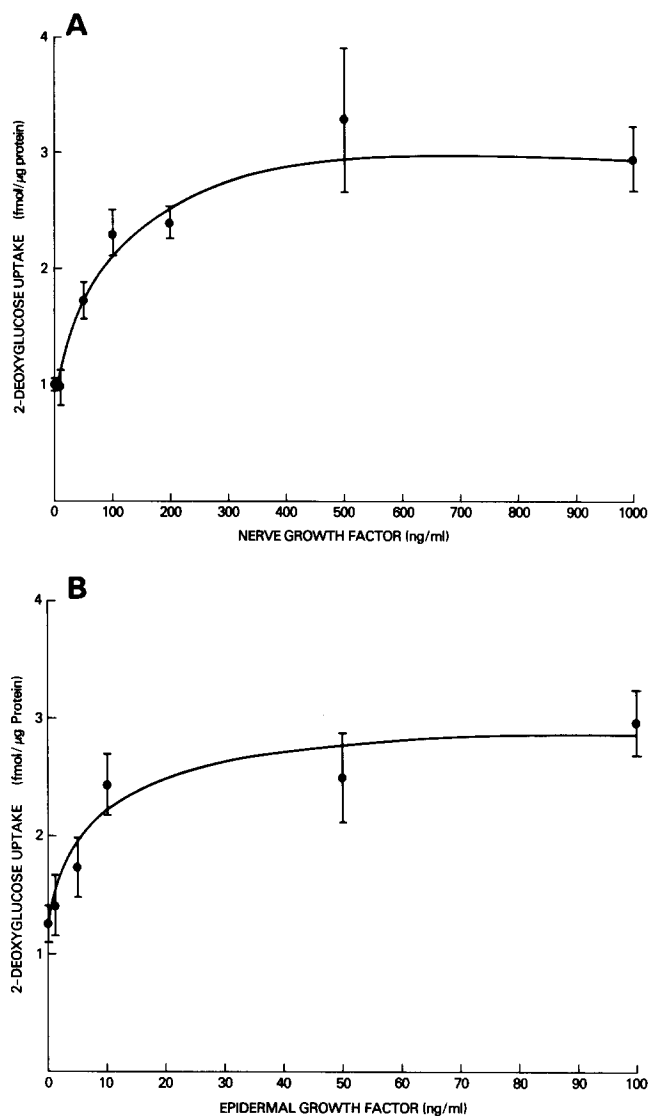 A
4
3
2
1
2-DEOXYGLUCOSE UPTAKE (fmol/µg protein)
0 100 200 300 400 500 600 700 800 900 1000
NERVE GROWTH FACTOR (ng/ml)
B
4
3
2
1
2-DEOXYGLUCOSE UPTAKE (fmol/µg Protein)
0 10 20 30 40 50 60 70 80 90 100
EPIDERMAL GROWTH FACTOR (ng/ml)